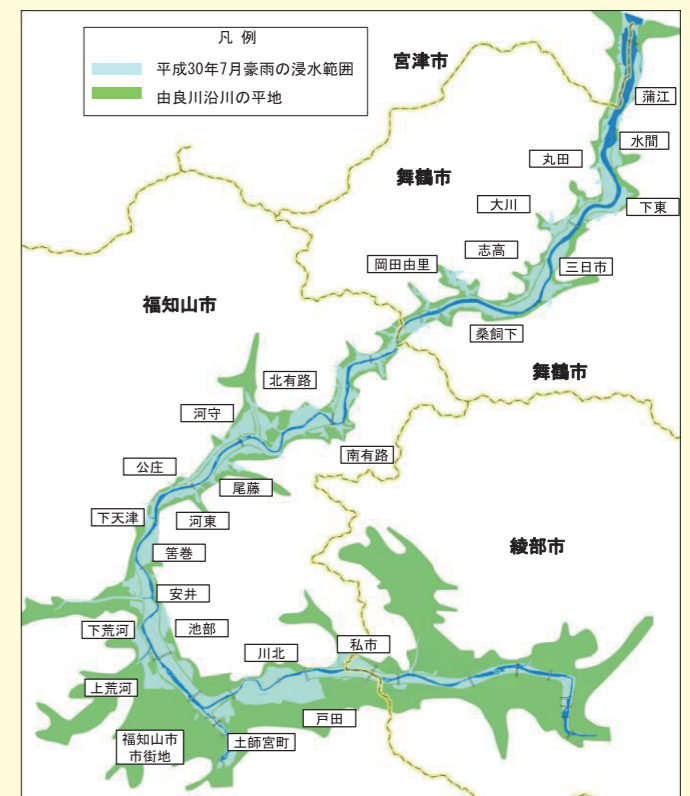 凡 例
平成30年7月豪雨の浸水範囲
由良川沿川の平地
宮津市
蒲江
水間
丸田
舞鶴市
大川
下東
志高
岡田由里
三日市
福知山市
桑飼下
舞鶴市
北有路
河守
南有路
公庄
尾藤
下天津
河東
筈巻
綾部市
安井
下荒河
池部
川北
私市
上荒河
戸田
福知山市
市街地
土師宮町